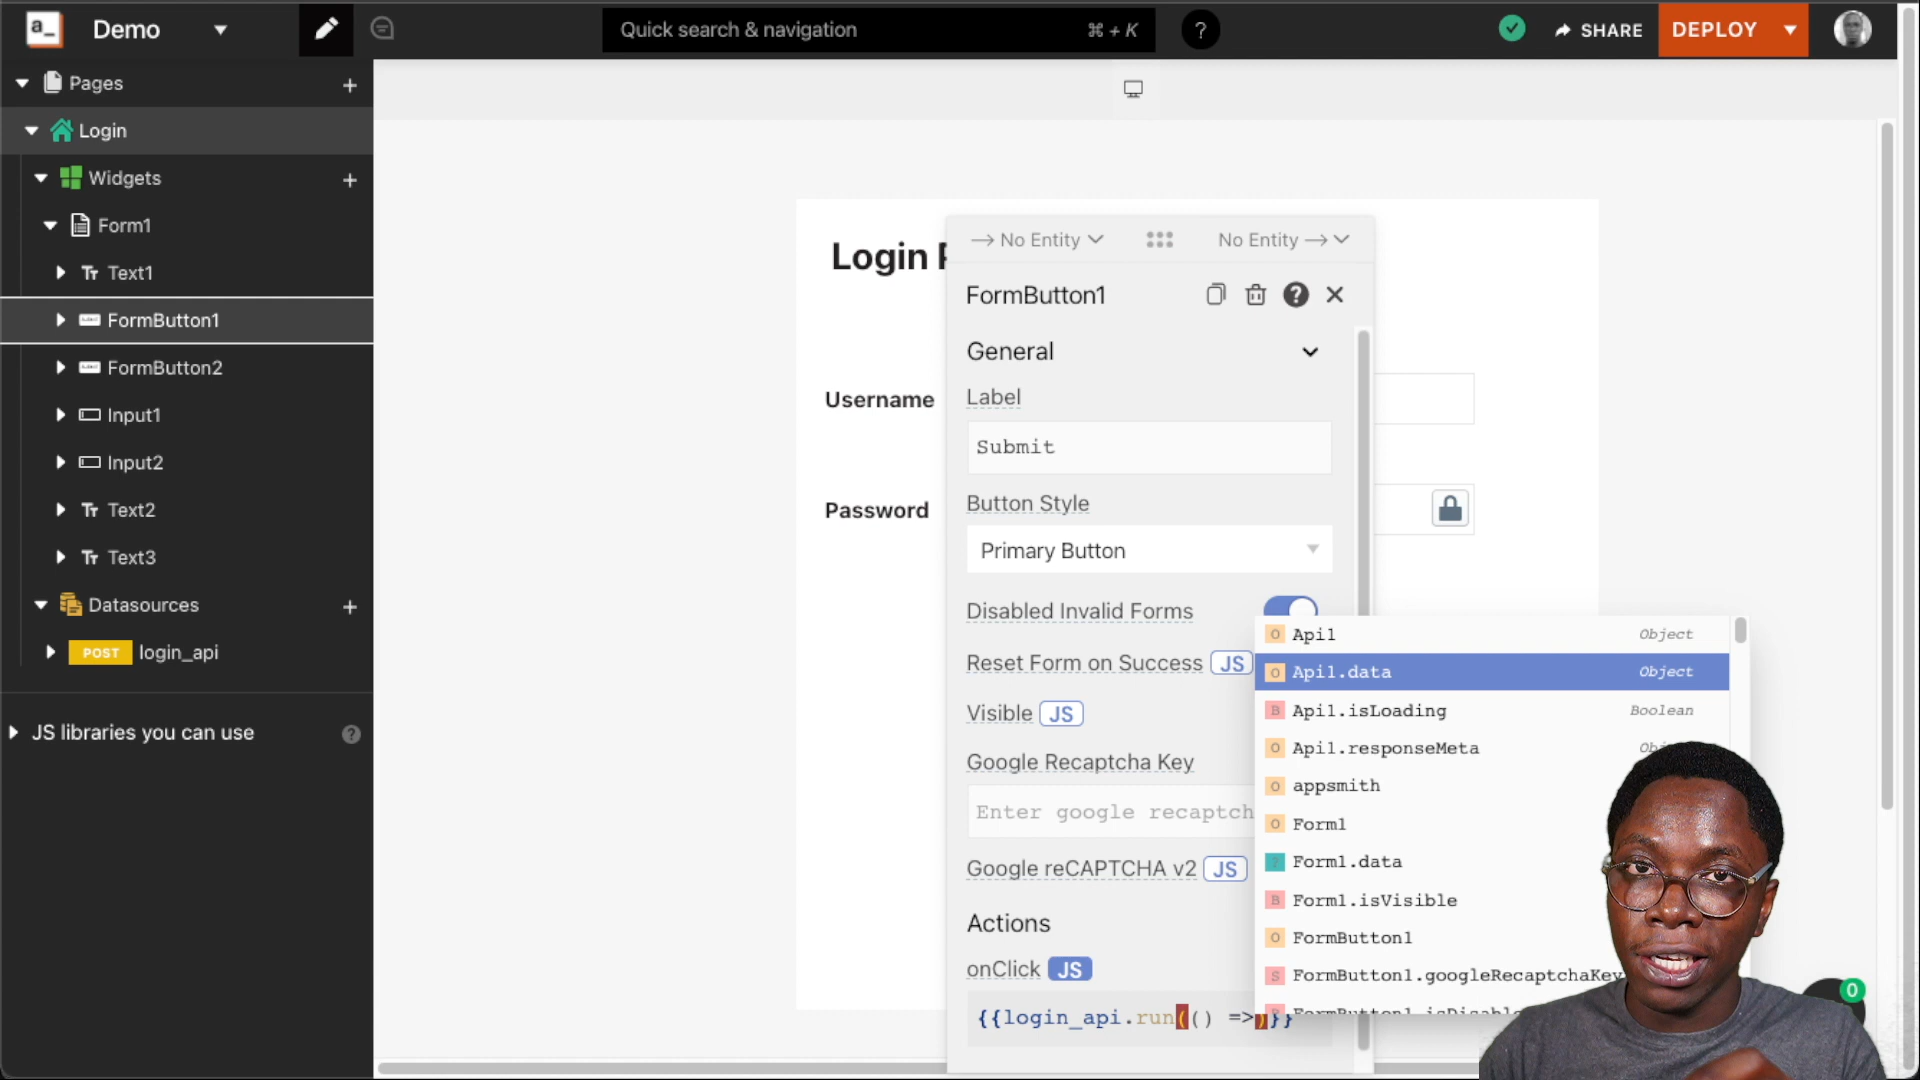 a_
Demo
Quick search & navigation
⌘ + K
?
SHARE
DEPLOY
Pages
+
Login
Widgets
+
Form1
Tт Text1
FormButton1
FormButton2
Input1
Input2
Tт Text2
Tт Text3
Datasources
+
POST login_api
JS libraries you can use
?
Login
→ No Entity
No Entity →
FormButton1
?
General
Label
Submit
Username
Password
Button Style
Primary Button
Disabled Invalid Forms
Reset Form on Success JS
Visible JS
Google Recaptcha Key
Enter google recaptch
Google reCAPTCHA v2 JS
Actions
onClick JS
{{login_api.run(() =>)}}
O Api1 Object
O Api1.data Object
B Api1.isLoading Boolean
O Api1.responseMeta
O appsmith
O Form1
? Form1.data
B Form1.isVisible
O FormButton1
S FormButton1.googleRecaptchaKey
0